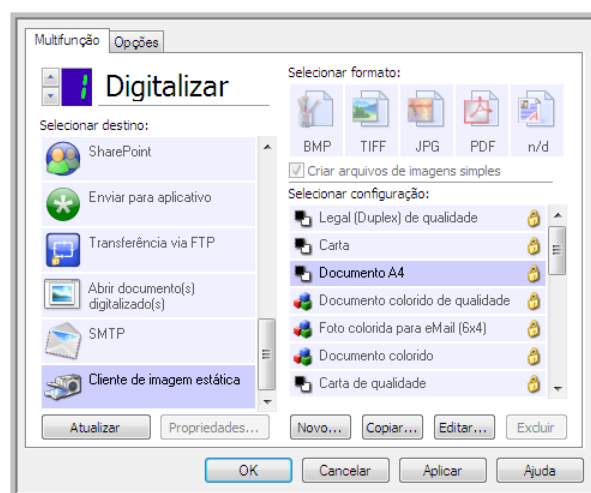 Multifunção
Opções
1
Digitalizar
Selecionar destino:
SharePoint
Enviar para aplicativo
Transferência via FTP
Abrir documento(s)
digitalizado(s)
SMTP
Cliente de imagem estática
Atualizar
Propriedades...
Selecionar formato:
BMP
TIFF
JPG
PDF
n/d
Criar arquivos de imagens simples
Selecionar configuração:
Legal (Duplex) de qualidade
Carta
Documento A4
Documento colorido de qualidade
Foto colorida para eMail (6x4)
Documento colorido
Carta de qualidade
Novo...
Copiar...
Editar...
Excluir
OK
Cancelar
Aplicar
Ajuda